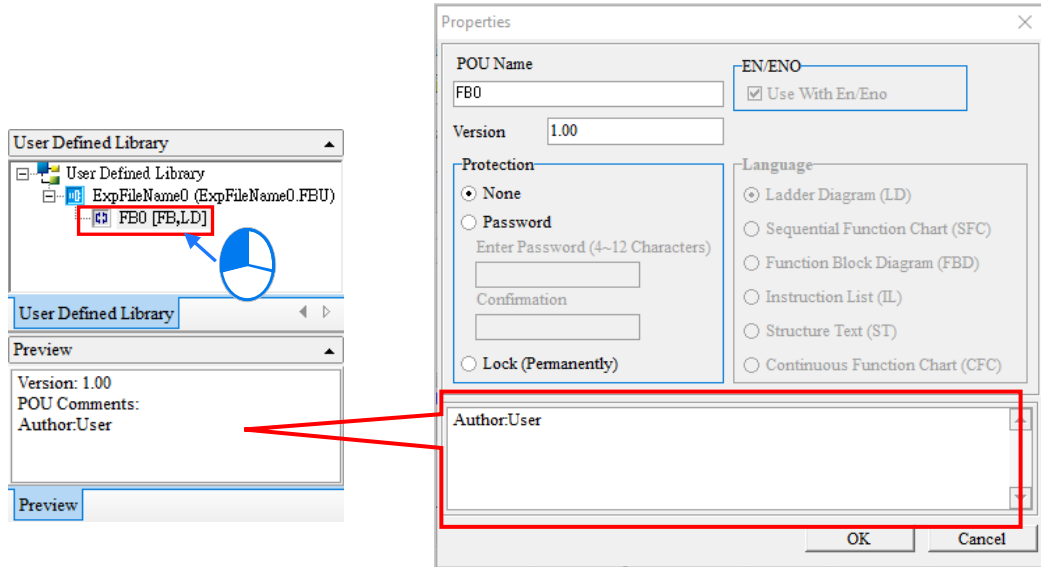 User Defined Library
User Defined Library
ExpFileName0 (ExpFileName0.FBU)
FB0 [FB,LD]
User Defined Library
Preview
Version: 1.00
POU Comments:
Author:User
Preview
Properties
POU Name
FB0
EN/ENO
Use With En/Eno
Version
1.00
Protection
None
Password
Enter Password (4~12 Characters)
Confirmation
Lock (Permanently)
Language
Ladder Diagram (LD)
Sequential Function Chart (SFC)
Function Block Diagram (FBD)
Instruction List (IL)
Structure Text (ST)
Continuous Function Chart (CFC)
Author:User
OK
Cancel